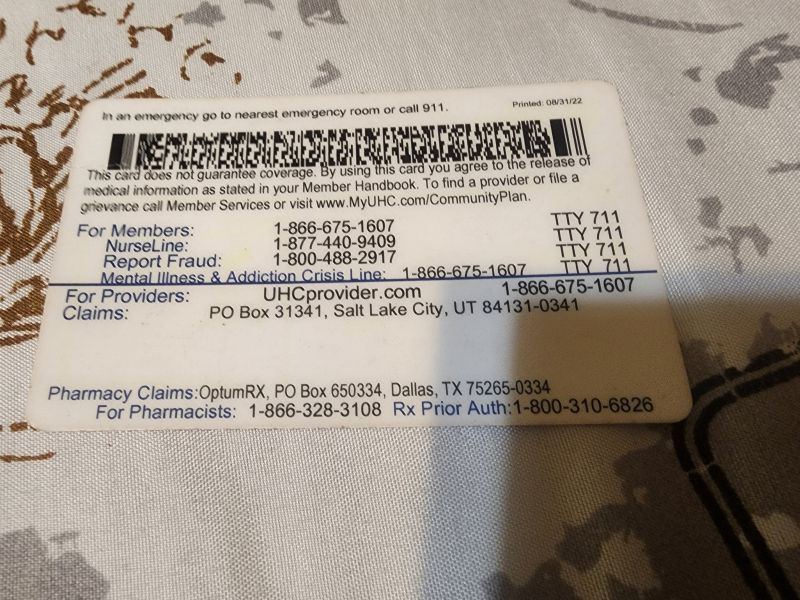 In an emergency go to nearest emergency room or call 911. Printed: 08/31/22
This card does not guarantee coverage. By using this card you agree to the release of
medical information as stated in your Member Handbook. To find a provider or file a
grievance call Member Services or visit www.MyUHC.com/CommunityPlan.
For Members: 1-866-675-1607 TTY 711
NurseLine: 1-877-440-9409 TTY 711
Report Fraud: 1-800-488-2917 TTY 711
Mental Illness & Addiction Crisis Line: 1-866-675-1607 TTY 711
For Providers: UHCprovider.com 1-866-675-1607
Claims: PO Box 31341, Salt Lake City, UT 84131-0341
Pharmacy Claims:OptumRX, PO Box 650334, Dallas, TX 75265-0334
For Pharmacists: 1-866-328-3108 Rx Prior Auth:1-800-310-6826